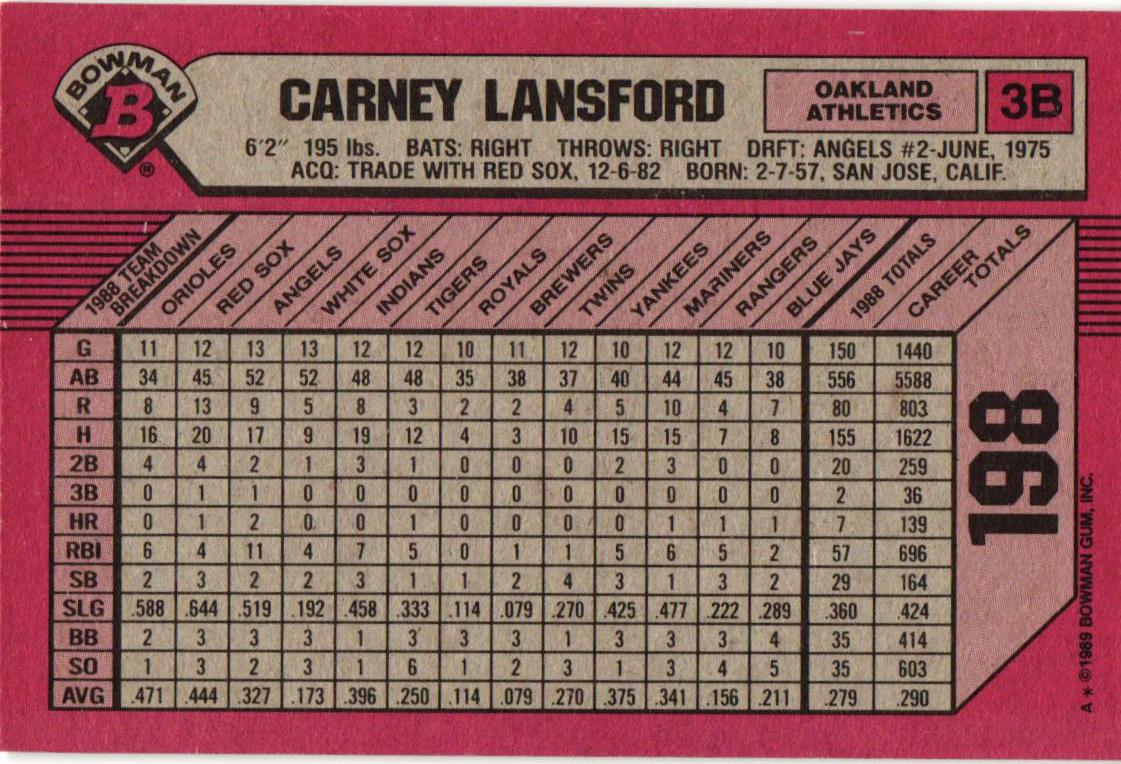 BOWMAN
B
®
CARNEY LANSFORD
OAKLAND
ATHLETICS
3B
6'2" 195 lbs. BATS: RIGHT THROWS: RIGHT DRFT: ANGELS #2-JUNE, 1975
ACQ: TRADE WITH RED SOX, 12-6-82 BORN: 2-7-57, SAN JOSE, CALIF.
1988 TEAM
BREAKDOWN
ORIOLES
RED SOX
ANGELS
WHITE SOX
INDIANS
TIGERS
ROYALS
BREWERS
TWINS
YANKEES
MARINERS
RANGERS
BLUE JAYS
1988 TOTALS
CAREER
TOTALS
G 11 12 13 13 12 12 10 11 12 10 12 12 10 150 1440
AB 34 45 52 52 48 48 35 38 37 40 44 45 38 556 5588
R 8 13 9 5 8 3 2 2 4 5 10 4 7 80 803
H 16 20 17 9 19 12 4 3 10 15 15 7 8 155 1622
2B 4 4 2 1 3 1 0 0 0 2 3 0 0 20 259
3B 0 1 1 0 0 0 0 0 0 0 0 0 0 2 36
HR 0 1 2 0 0 1 0 0 0 0 1 1 1 7 139
RBI 6 4 11 4 7 5 0 1 1 5 6 5 2 57 696
SB 2 3 2 2 3 1 1 2 4 3 1 3 2 29 164
SLG .588 .644 .519 .192 .458 .333 .114 .079 .270 .425 .477 .222 .289 .360 .424
BB 2 3 3 3 1 3 3 3 1 3 3 3 4 35 414
SO 1 3 2 3 1 6 1 2 3 1 3 4 5 35 603
AVG .471 .444 .327 .173 .396 .250 .114 .079 .270 .375 .341 .156 .211 .279 .290
198
A * ©1989 BOWMAN GUM, INC.